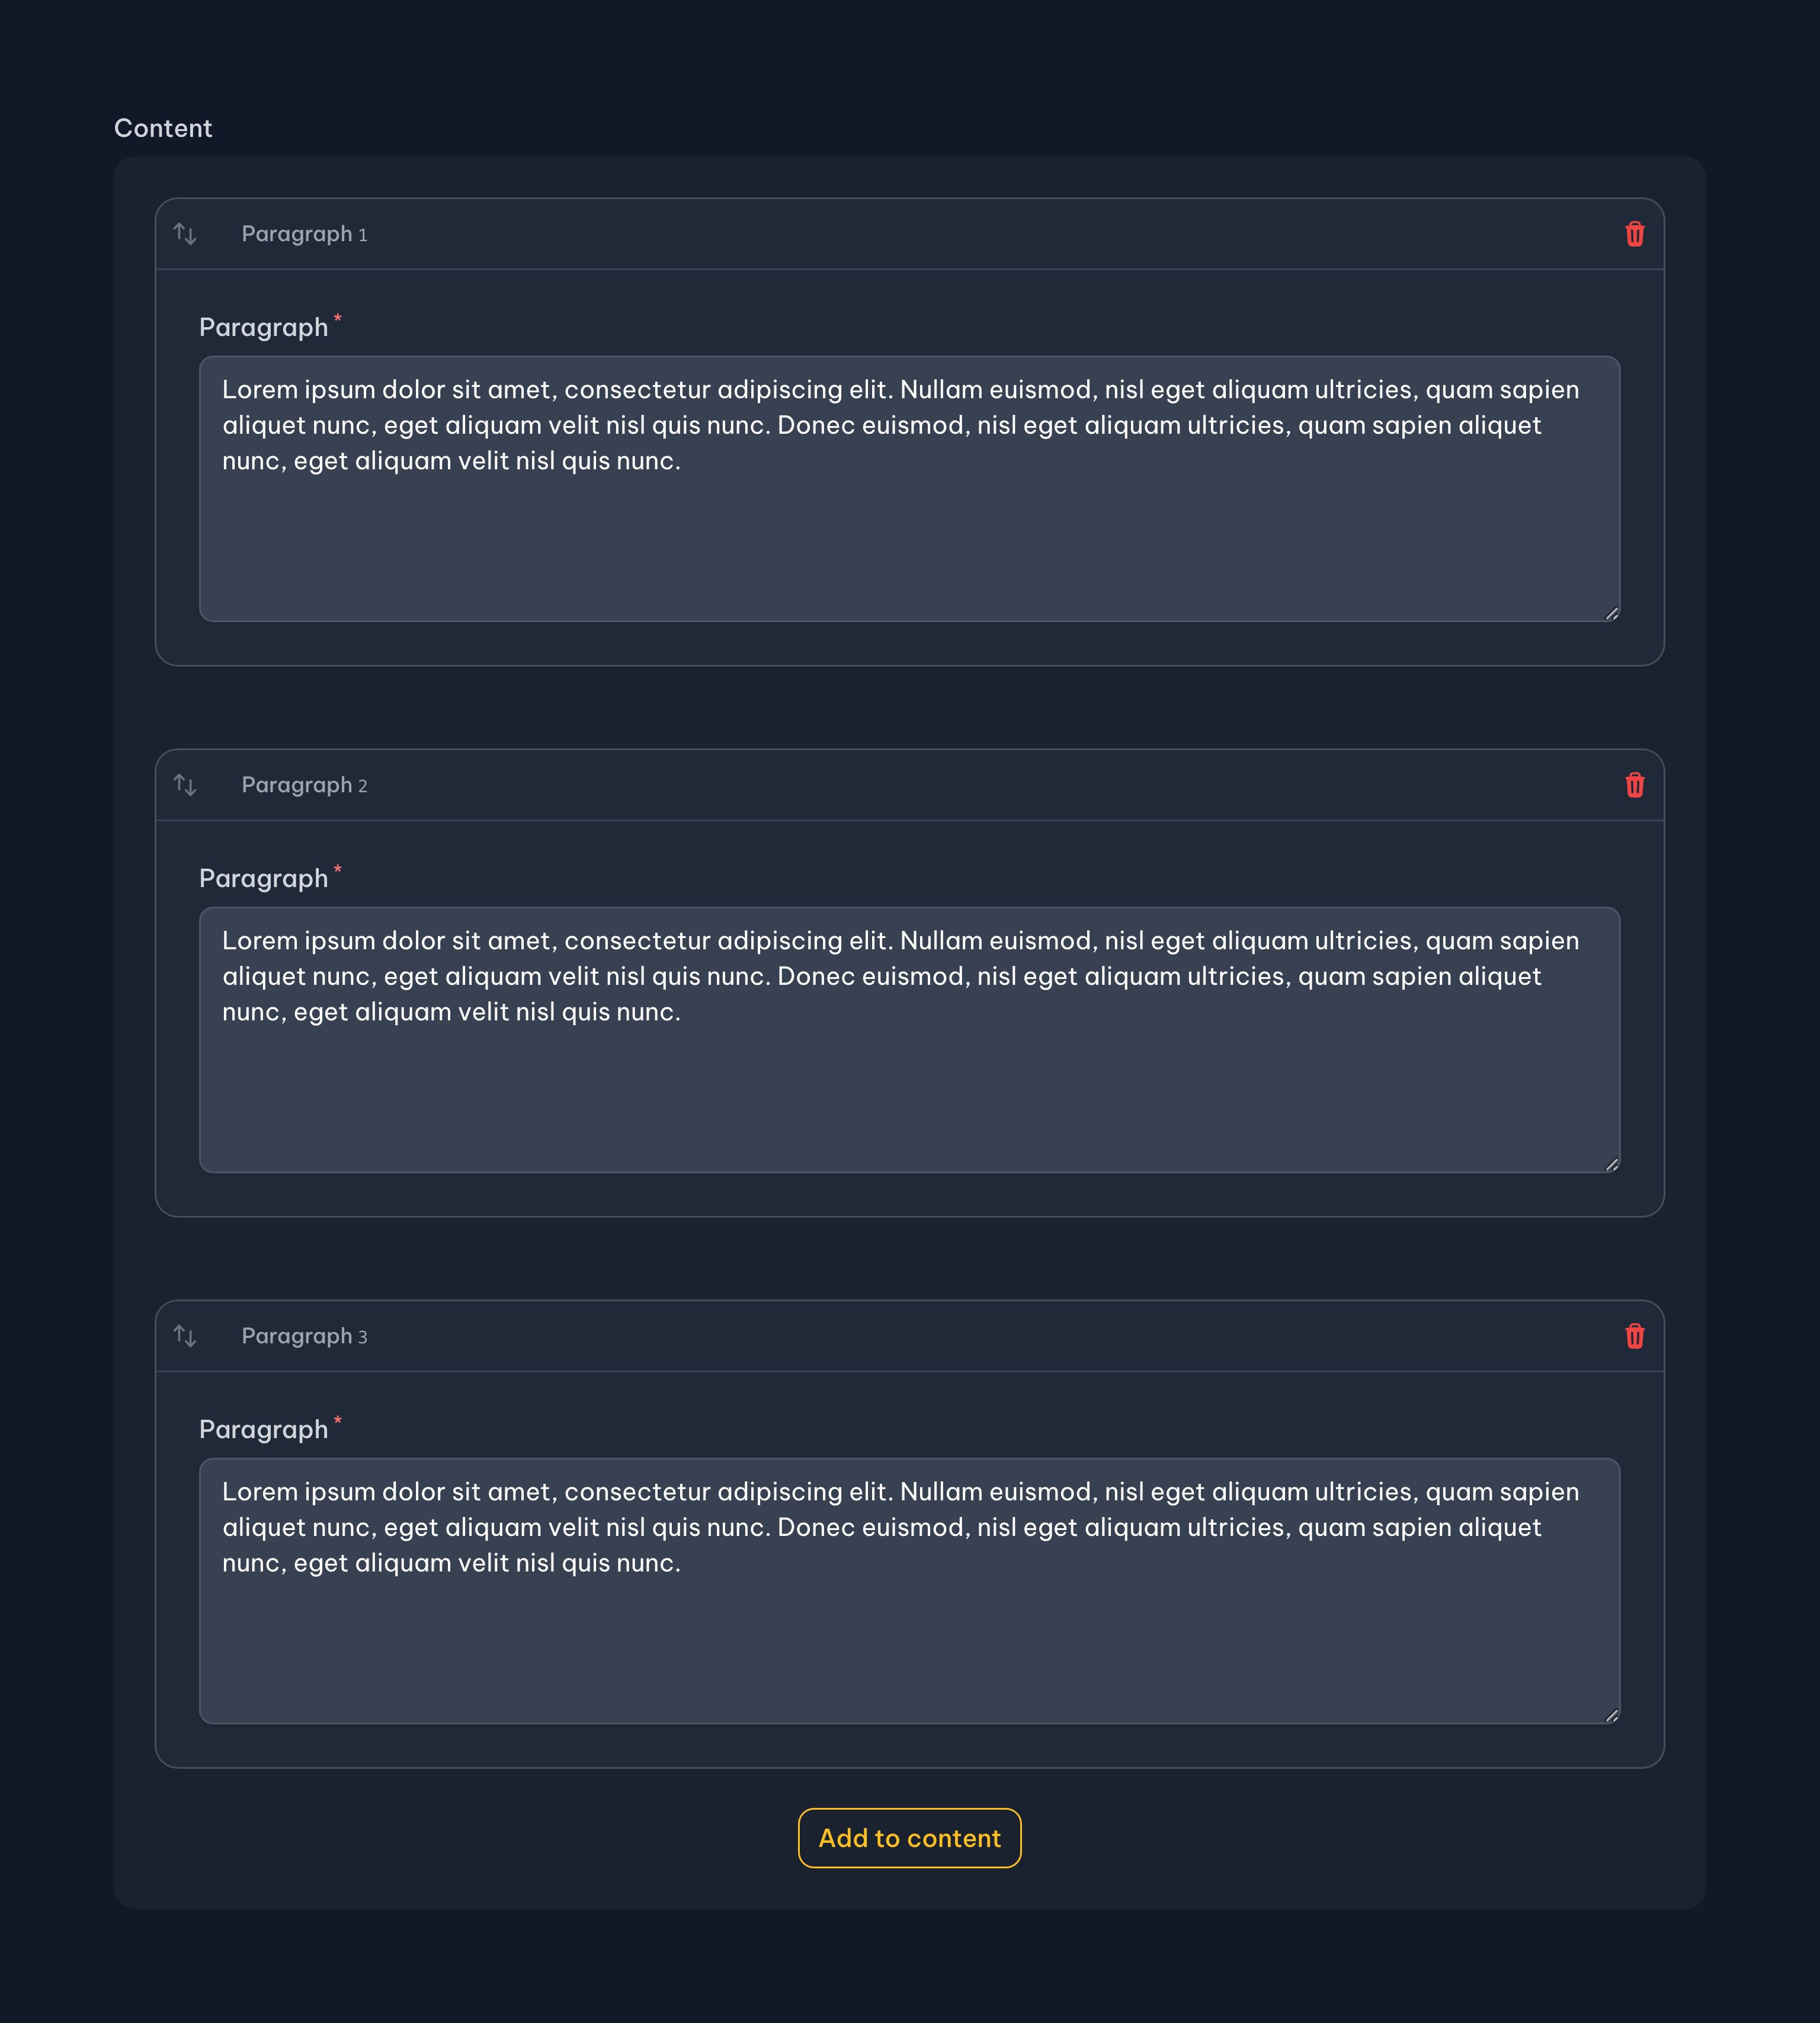 Content
Paragraph 1
Paragraph *
Lorem ipsum dolor sit amet, consectetur adipiscing elit. Nullam euismod, nisl eget aliquam ultricies, quam sapien
aliquet nunc, eget aliquam velit nisl quis nunc. Donec euismod, nisl eget aliquam ultricies, quam sapien aliquet
nunc, eget aliquam velit nisl quis nunc.
Paragraph 2
Paragraph *
Lorem ipsum dolor sit amet, consectetur adipiscing elit. Nullam euismod, nisl eget aliquam ultricies, quam sapien
aliquet nunc, eget aliquam velit nisl quis nunc. Donec euismod, nisl eget aliquam ultricies, quam sapien aliquet
nunc, eget aliquam velit nisl quis nunc.
Paragraph 3
Paragraph *
Lorem ipsum dolor sit amet, consectetur adipiscing elit. Nullam euismod, nisl eget aliquam ultricies, quam sapien
aliquet nunc, eget aliquam velit nisl quis nunc. Donec euismod, nisl eget aliquam ultricies, quam sapien aliquet
nunc, eget aliquam velit nisl quis nunc.
Add to content